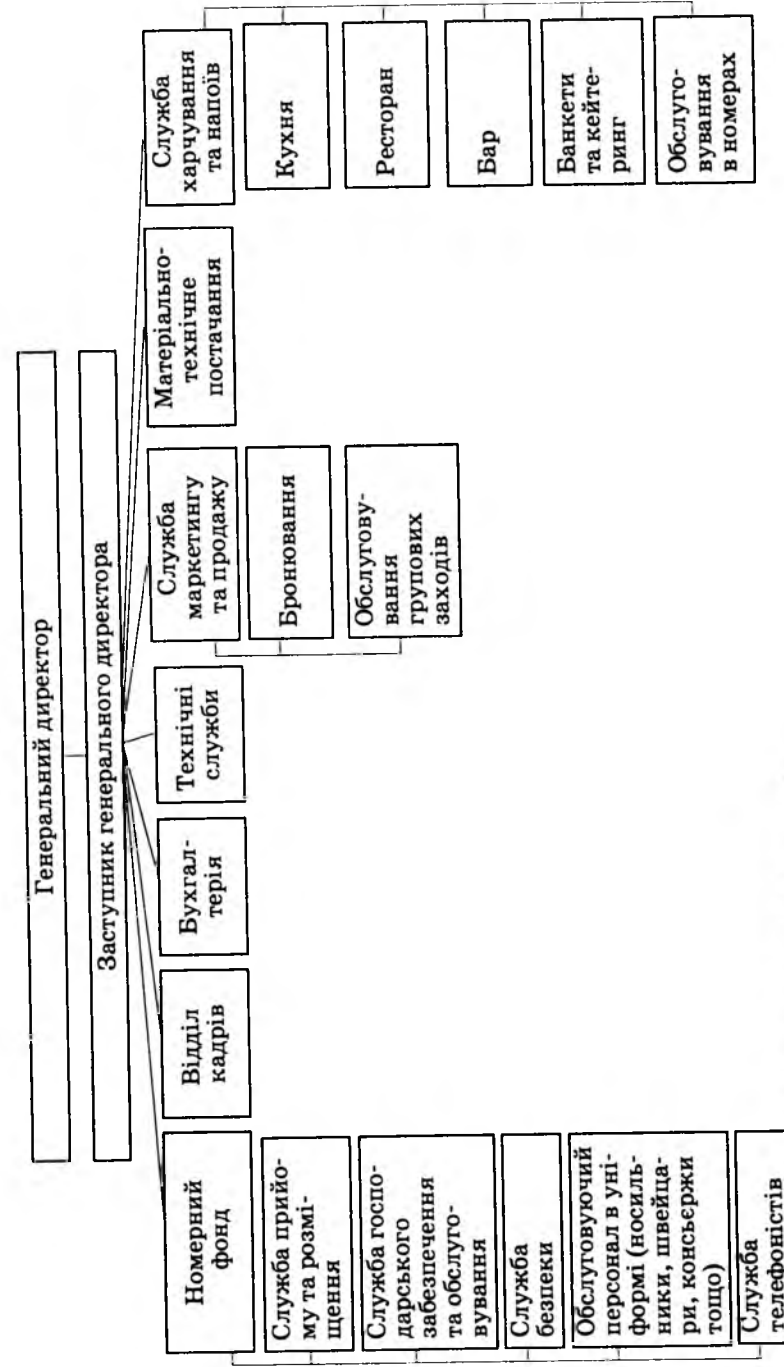 Генеральний директор
Заступник генерального директора
Номерний
фонд
Служба прийо-
му та розмі-
щення
Служба госпо-
дарського
забезпечення
та обслуго-
вування
Служба
безпеки
Обслуговуючий
персонал в уні-
формі (носиль-
ники, швейца-
ри, консьєржи
тощо)
Служба
телефоністів
Відділ
кадрів
Бухгал-
терія
Технічні
служби
Служба
маркетингу
та продажу
Бронювання
Обслугову-
вання
групових
заходів
Матеріально-
технічне
постачання
Служба
харчування
та напоїв
Кухня
Ресторан
Бар
Банкети
та кейте-
ринг
Обслуго-
вування
в номерах